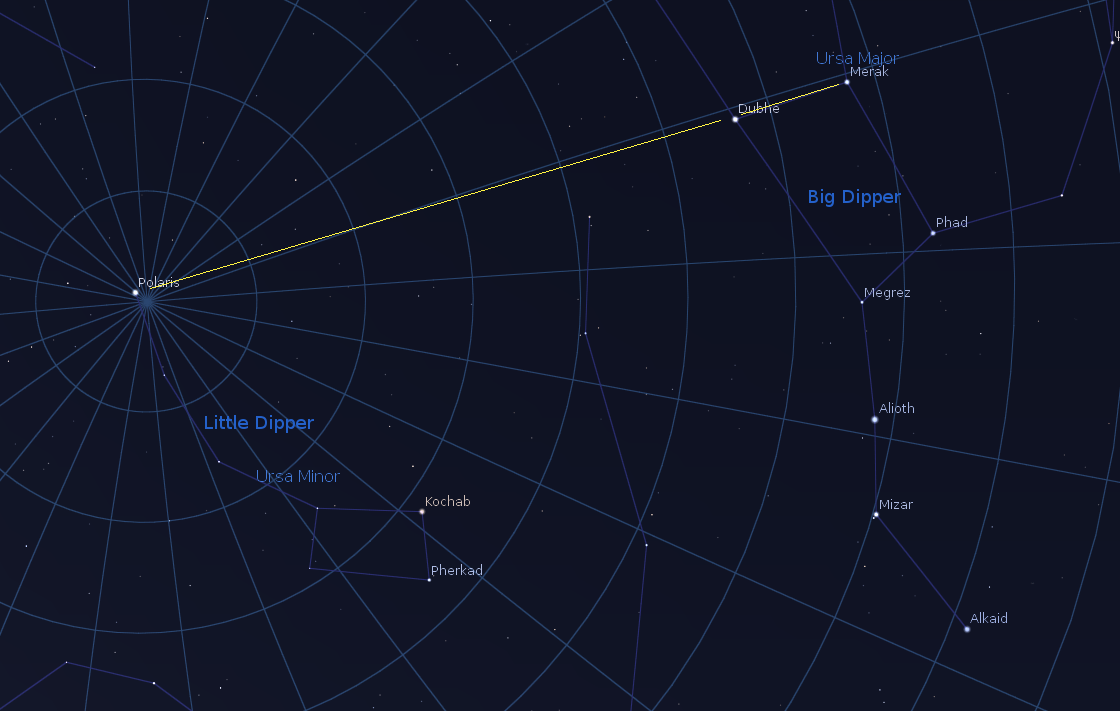 Ursa Major
Merak
Dubhe
Big Dipper
Phad
Polaris
Megrez
Alioth
Little Dipper
Ursa Minor
Kochab
Mizar
Pherkad
Alkaid